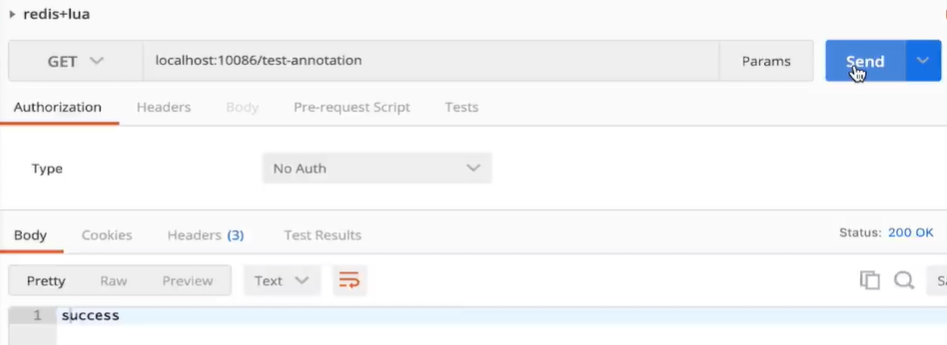 redis+lua
GET localhost:10086/test-annotation Params Send
Authorization Headers Body Pre-request Script Tests
Type No Auth
Body Cookies Headers (3) Test Results Status: 200 OK
Pretty Raw Preview Text
1 success